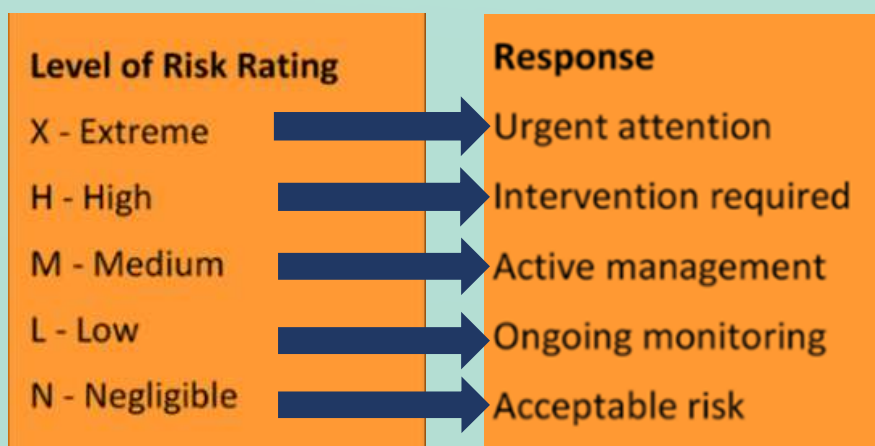 Level of Risk Rating
X - Extreme
H - High
M - Medium
L - Low
N - Negligible
Response
Urgent attention
Intervention required
Active management
Ongoing monitoring
Acceptable risk